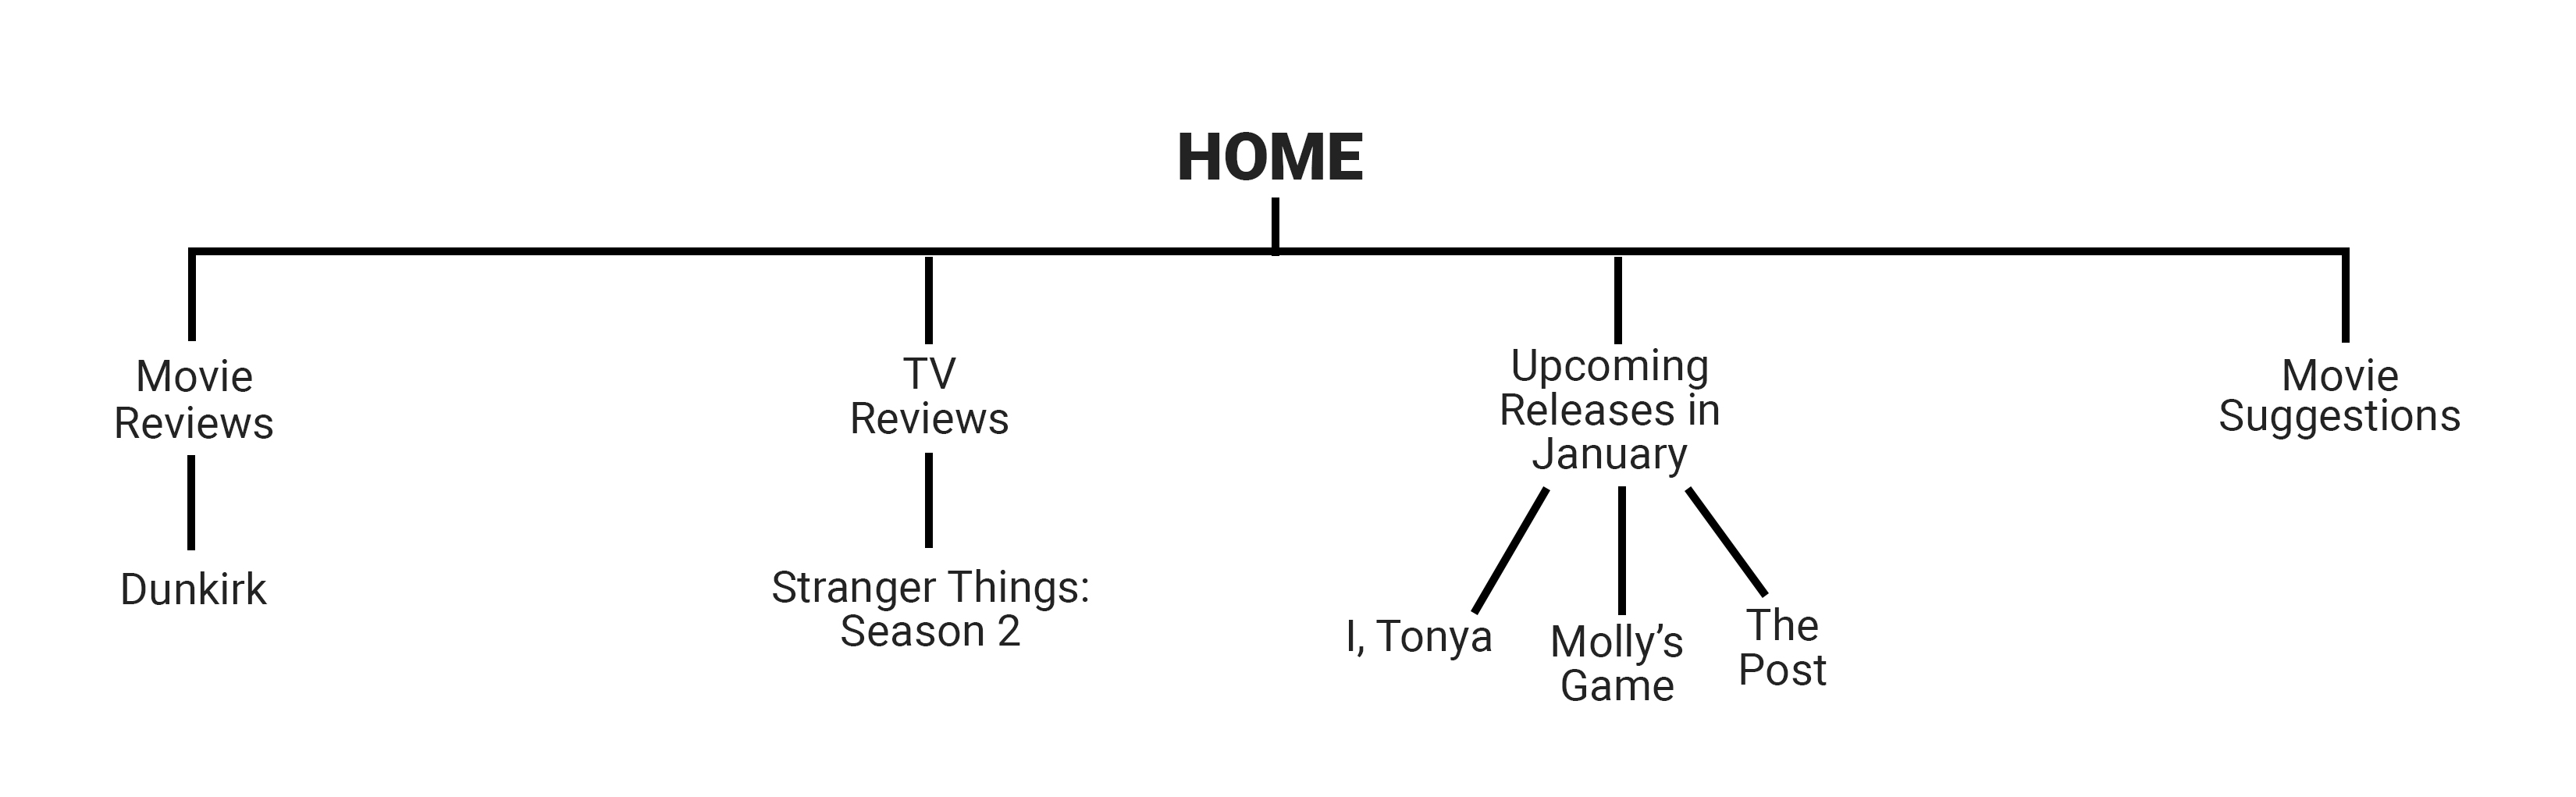 HOME
Movie
Reviews
TV
Reviews
Upcoming
Releases in
January
Movie
Suggestions
Dunkirk
Stranger Things:
Season 2
I, Tonya
Molly’s
Game
The
Post